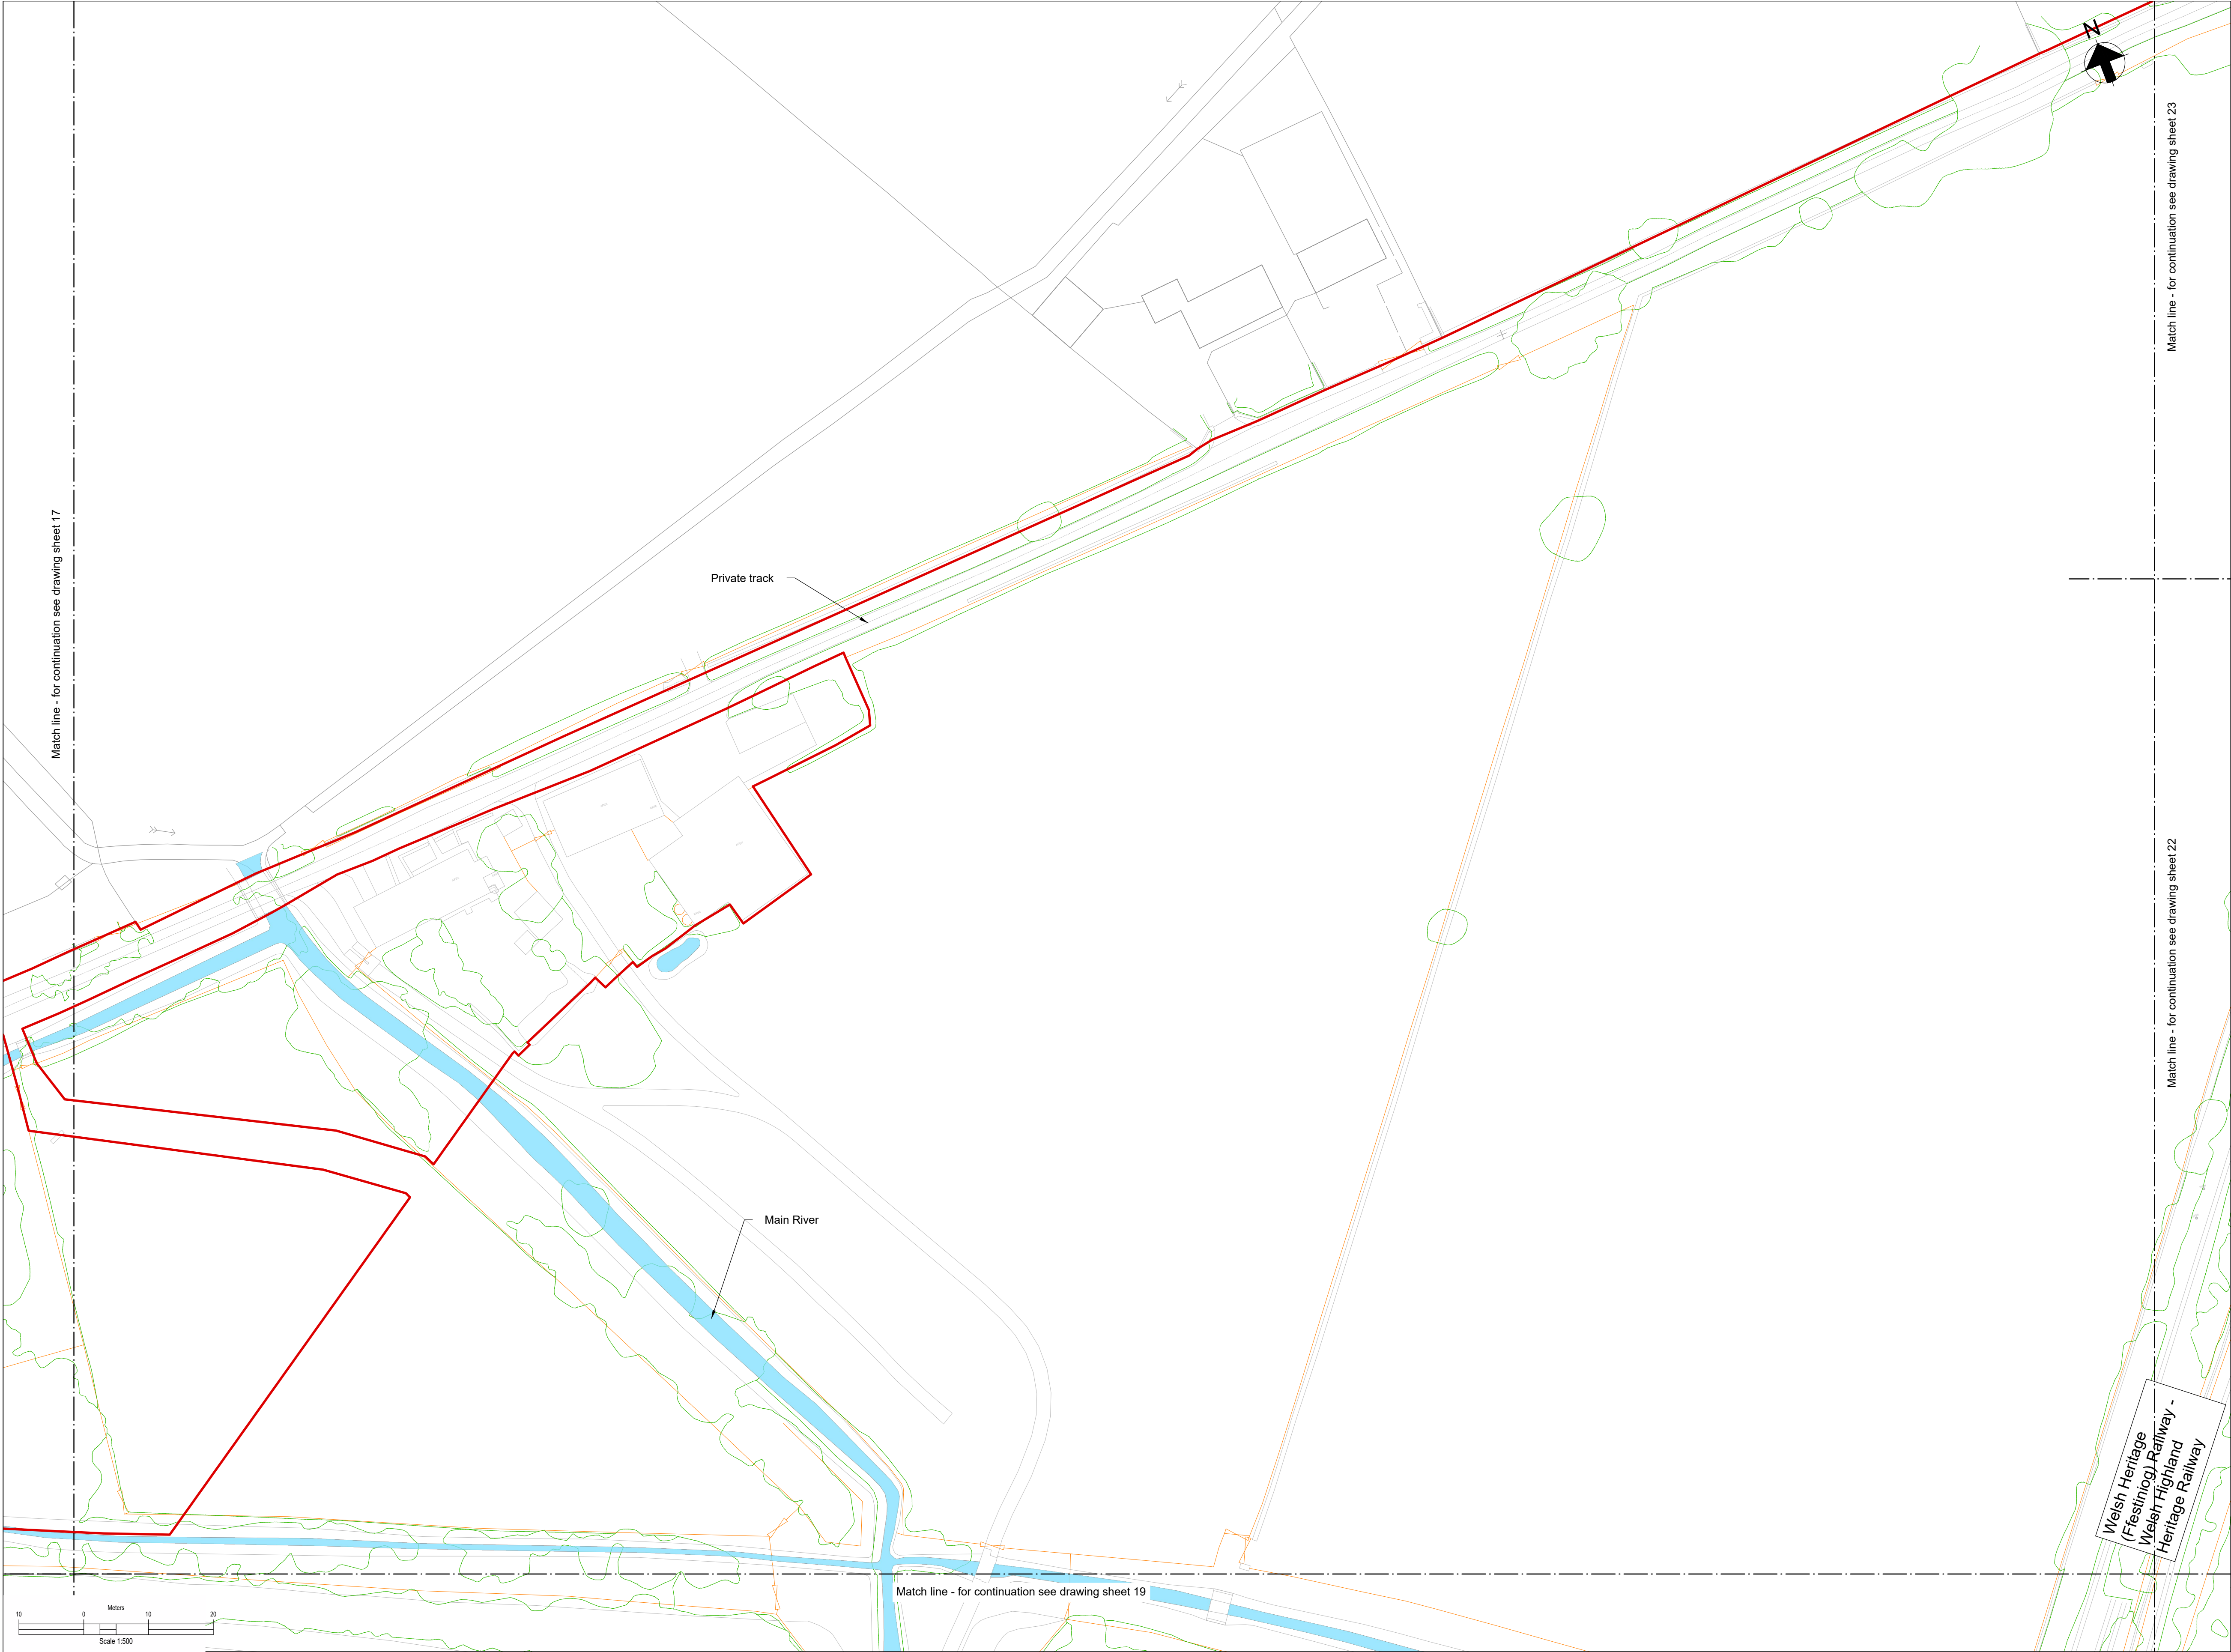 N
Match line - for continuation see drawing sheet 23
Match line - for continuation see drawing sheet 17
Private track
Match line - for continuation see drawing sheet 22
Main River
Welsh Heritage
(Ffestiniog) Railway -
Welsh Highland
Heritage Railway
Match line - for continuation see drawing sheet 19
Meters
10 0 10 20
Scale 1:500